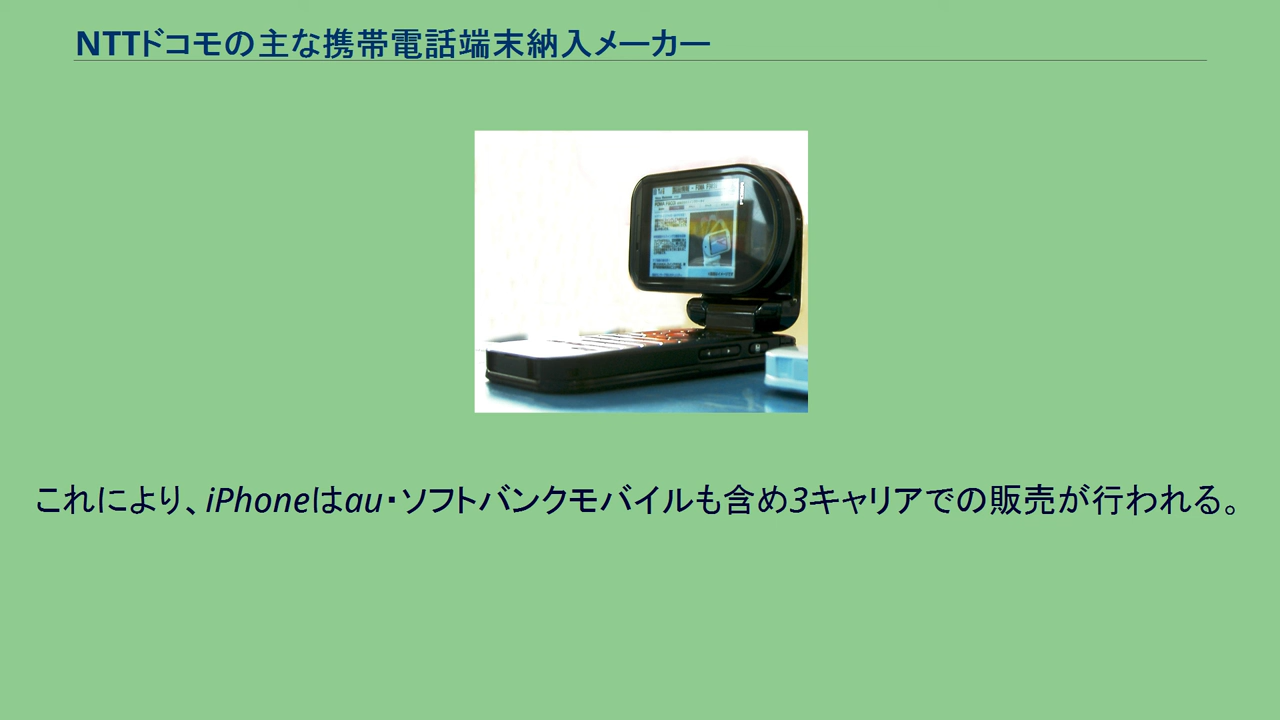 NTTドコモの主な携帯電話端末納入メーカー
これにより、iPhoneはau・ソフトバンクモバイルも含め3キャリアでの販売が行われる。